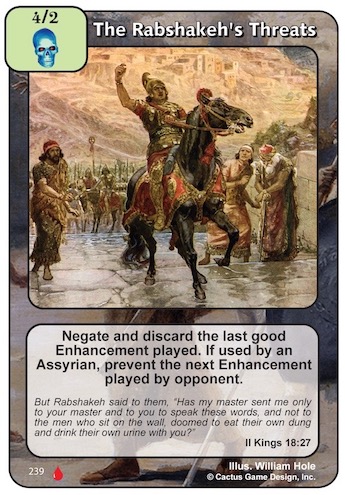 4/2
The Rabshakeh's Threats
Negate and discard the last good
Enhancement played. If used by an
Assyrian, prevent the next Enhancement
played by opponent.
But Rabshakeh said to them, "Has my master sent me only
to your master and to you to speak these words, and not to
the men who sit on the wall, doomed to eat their own dung
and drink their own urine with you?"
II Kings 18:27
Illus. William Hole
239
© Cactus Game Design, Inc.